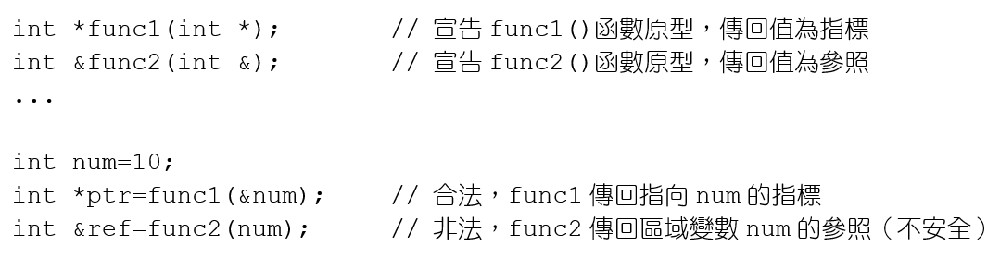 int *func1(int *);        // 宣告 func1()函數原型，傳回值為指標
int &func2(int &);        // 宣告 func2()函數原型，傳回值為參照
...
int num=10;
int *ptr=func1(&num);     // 合法，func1 傳回指向 num 的指標
int &ref=func2(num);      // 非法，func2 傳回區域變數 num 的參照（不安全）